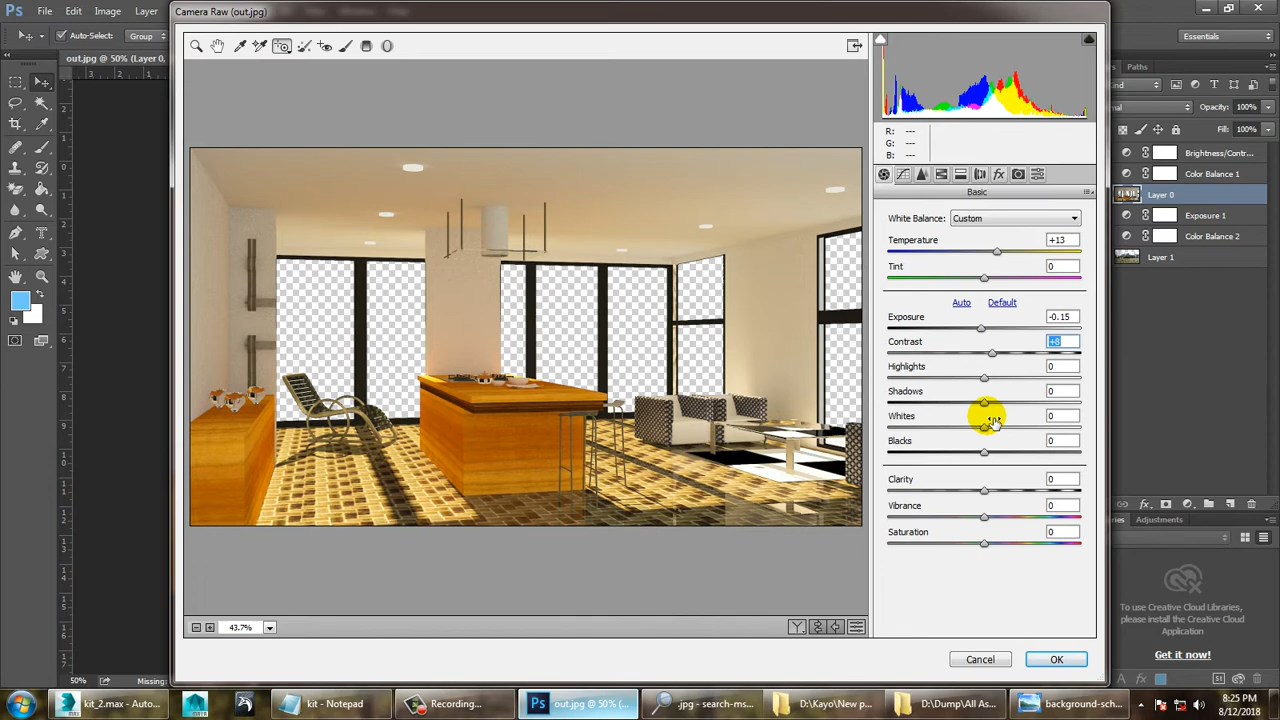 Camera Raw (out.jpg)
File Edit Image Layer
Auto-Select: Group
Essentials
out.jpg @ 50% (Layer 0,
3 2 1
R: ---
G: ---
B: ---
Basic
White Balance: Custom
Temperature +13
Tint 0
Auto Default
Exposure -0.15
Contrast +8
Highlights 0
Shadows 0
Whites 0
Blacks 0
Clarity 0
Vibrance 0
Saturation 0
Paths
Opacity: 100%
Fill: 100%
Brightness/Contr...
Color Balance 1
Layer 0
Exposure 1
Color Balance 2
Layer 1
Adjustments
To use Creative Cloud Libraries,
please install the Creative Cloud
Application
Get it now!
43.7%
Cancel OK
50% Missing:
kit_2.max - Auto...
kit - Notepad
Recording...
Ps out.jpg @ 50% (...
.jpg - search-ms...
D:\Kayo\New p...
D:\Dump\All As...
background-sch...
8:25 PM
8/12/2018